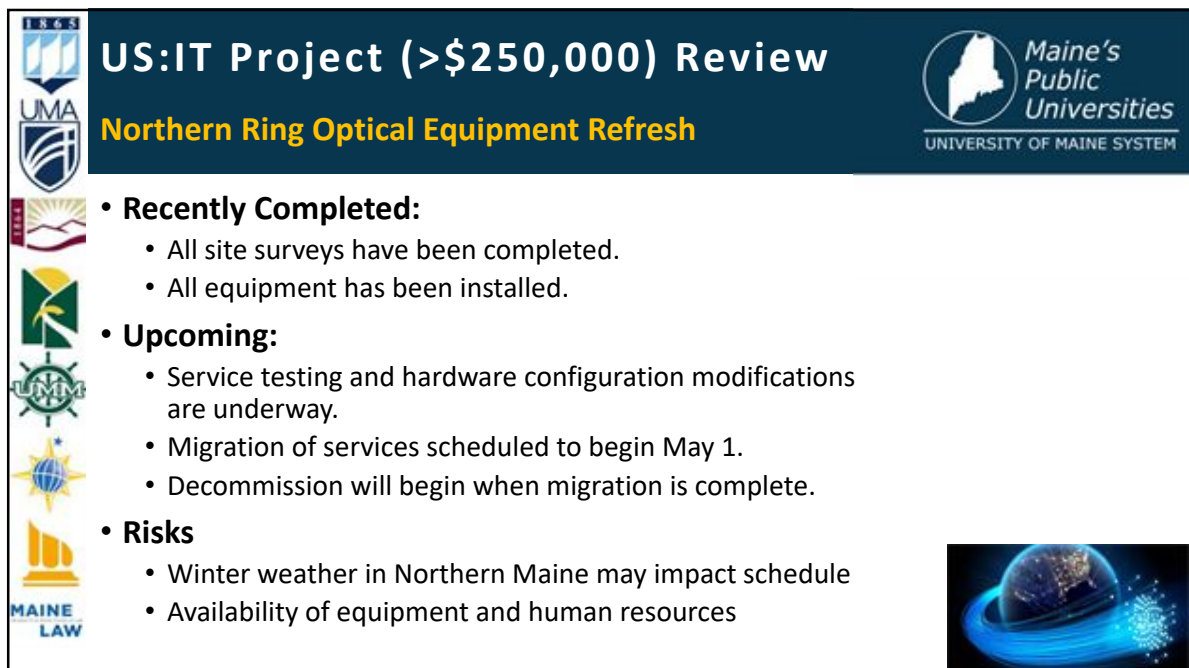 1865
US:IT Project (>$250,000) Review
Northern Ring Optical Equipment Refresh
Maine's
Public
Universities
UNIVERSITY OF MAINE SYSTEM
UMA
1864
UMM
MAINE
LAW
• Recently Completed:
• All site surveys have been completed.
• All equipment has been installed.
• Upcoming:
• Service testing and hardware configuration modifications
are underway.
• Migration of services scheduled to begin May 1.
• Decommission will begin when migration is complete.
• Risks
• Winter weather in Northern Maine may impact schedule
• Availability of equipment and human resources